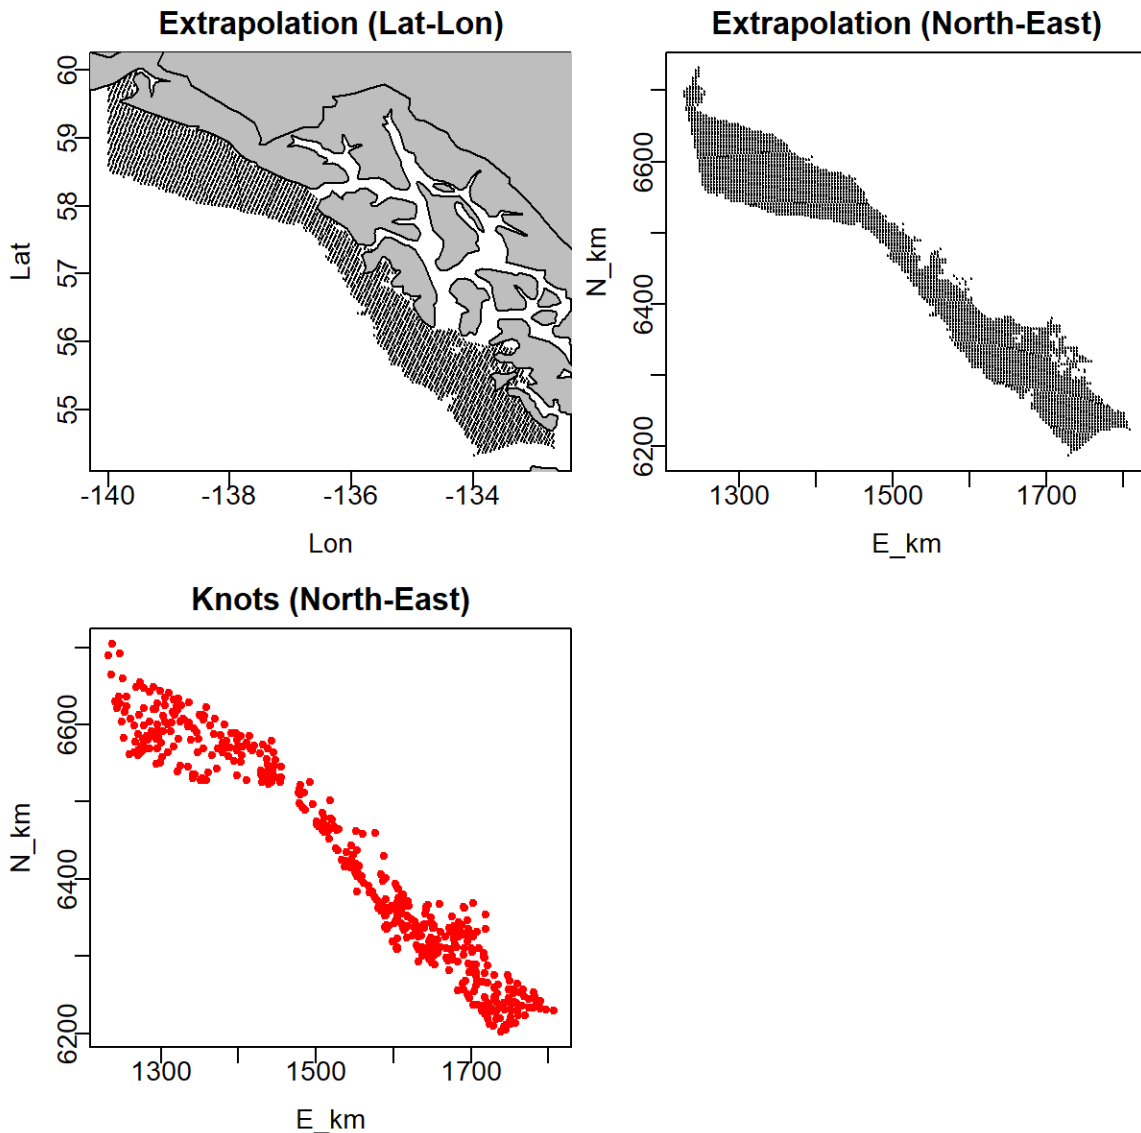 Extrapolation (Lat-Lon)
60
59
58
57
56
55
Lat
-140 -138 -136 -134
Lon
Extrapolation (North-East)
6600
6400
6200
N_km
1300 1500 1700
E_km
Knots (North-East)
6600
6400
6200
N_km
1300 1500 1700
E_km